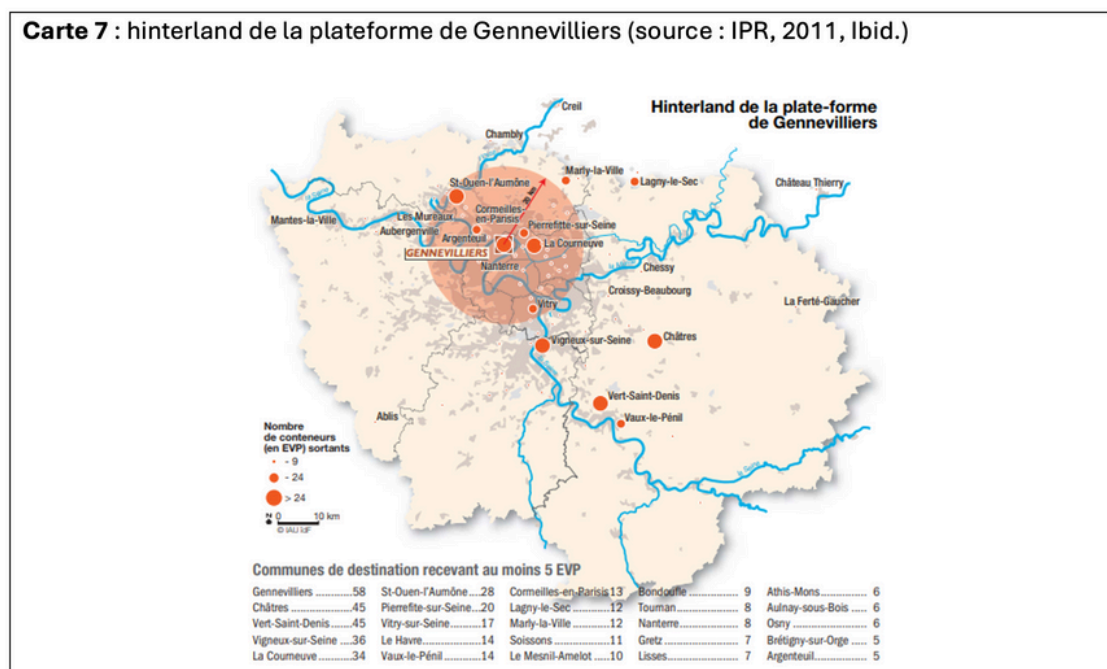 Carte 7 : hinterland de la plateforme de Gennevilliers (source : IPR, 2011, Ibid.)
Hinterland de la plate-forme
de Gennevilliers
Creil
Chambly
Marly-la-Ville
Lagny-le-Sec
Château Thierry
St-Ouen-l'Aumône
20 km
Mantes-la-Ville
Les Mureaux
Cormeilles-
en-Parisis
Pierrefitte-sur-Seine
Aubergenville
Argenteuil
La Courneuve
GENNEVILLIERS
Nanterre
Chessy
Croissy-Beaubourg
La Ferté-Gaucher
Vitry
Vigneux-sur-Seine
Châtres
Vert-Saint-Denis
Vaux-le-Pénil
Ablis
la Seine
Nombre
de conteneurs
(en EVP) sortants
- 9
- 24
> 24
N 0 10 km
© IAU îdF
Communes de destination recevant au moins 5 EVP
Gennevilliers ............58 St-Ouen-l'Aumône....28 Cormeilles-en-Parisis 13 Bondoufle ................ 9 Athis-Mons............... 6
Châtres ....................45 Pierrefite-sur-Seine...20 Lagny-le-Sec ............12 Tournan ................... 8 Aulnay-sous-Bois ..... 6
Vert-Saint-Denis........45 Vitry-sur-Seine..........17 Marly-la-Ville ............12 Nanterre .................. 8 Osny ........................ 6
Vigneux-sur-Seine .....36 Le Havre ..................14 Soissons ..................11 Gretz ....................... 7 Brétigny-sur-Orge .... 5
La Courneuve ...........34 Vaux-le-Pénil ............14 Le Mesnil-Amelot .....10 Lisses ...................... 7 Argenteuil ................ 5